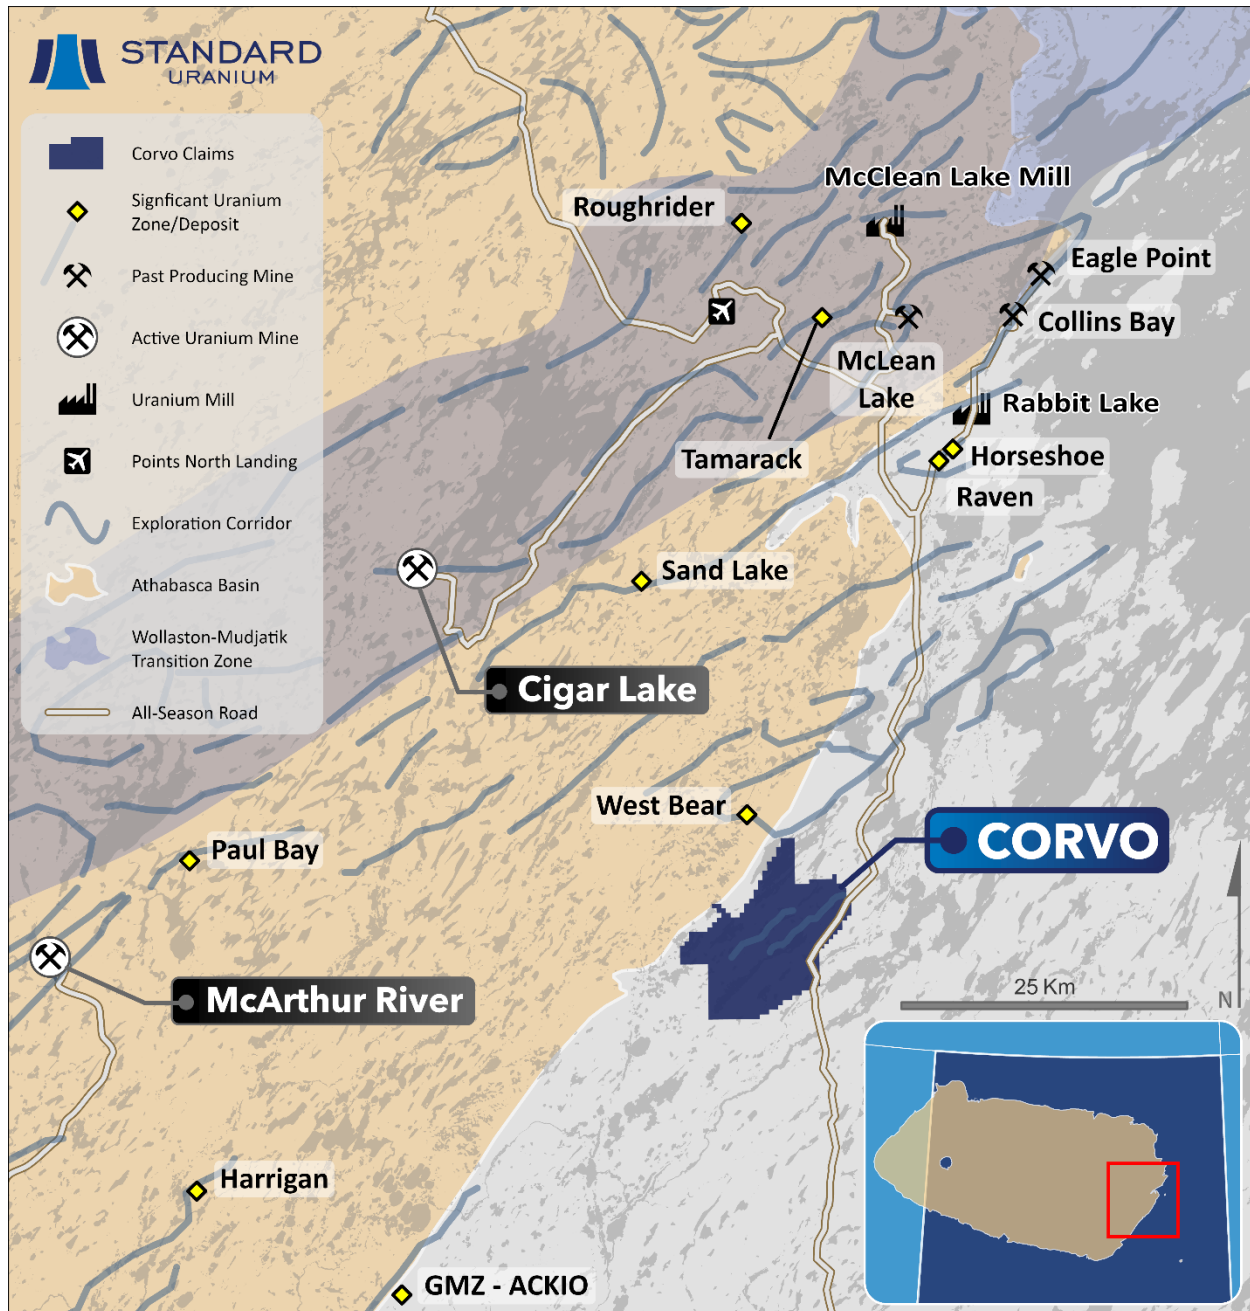 STANDARD
URANIUM
Corvo Claims
Signficant Uranium
Zone/Deposit
Past Producing Mine
Active Uranium Mine
Uranium Mill
Points North Landing
Exploration Corridor
Athabasca Basin
Wollaston-Mudjatik
Transition Zone
All-Season Road
McClean Lake Mill
Roughrider
Eagle Point
Collins Bay
McLean
Lake
Rabbit Lake
Tamarack
Horseshoe
Raven
Sand Lake
Cigar Lake
West Bear
CORVO
Paul Bay
McArthur River
25 Km
N
Harrigan
GMZ - ACKIO